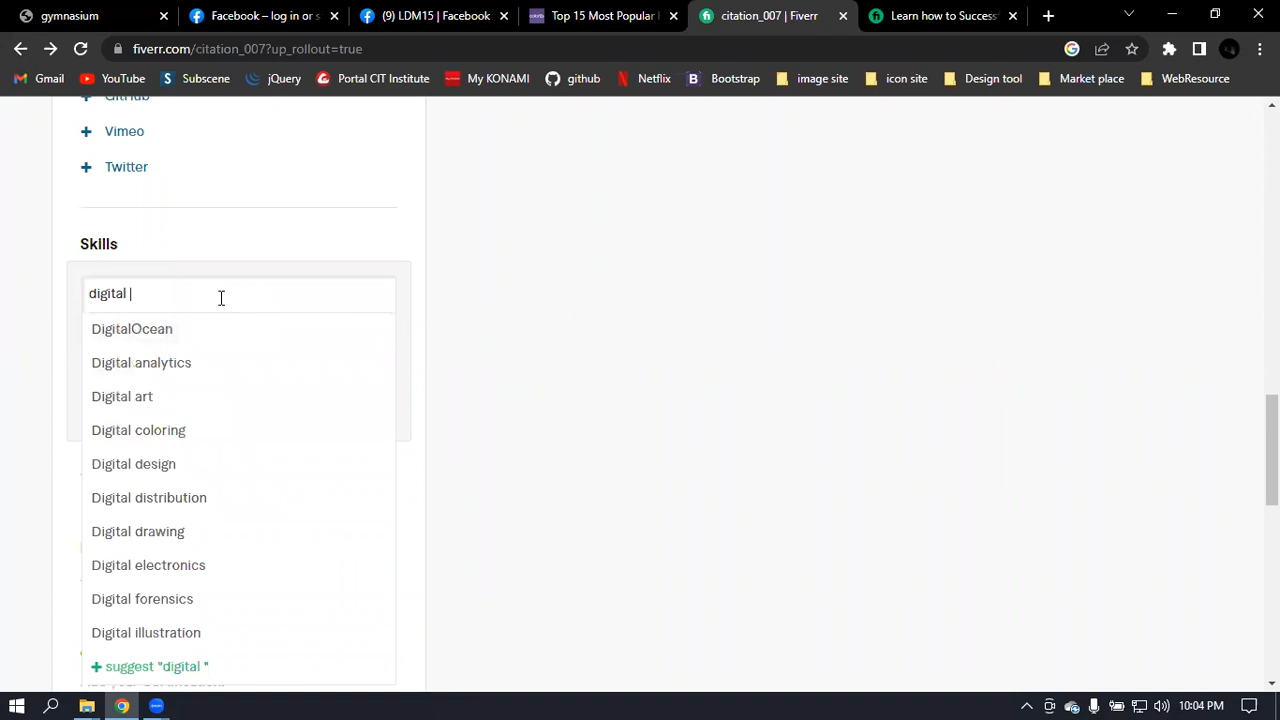 gymnasium
Facebook – log in or s
(9) LDM15 | Facebook
Top 15 Most Popular
citation_007 | Fiverr
Learn how to Success
fiverr.com/citation_007?up_rollout=true
Gmail
YouTube
Subscene
jQuery
Portal CIT Institute
My KONAMI
github
Netflix
Bootstrap
image site
icon site
Design tool
Market place
WebResource
GitHub
Vimeo
Twitter
Skills
digital
DigitalOcean
Digital analytics
Digital art
Digital coloring
Digital design
Digital distribution
Digital drawing
Digital electronics
Digital forensics
Digital illustration
+ suggest "digital "
10:04 PM